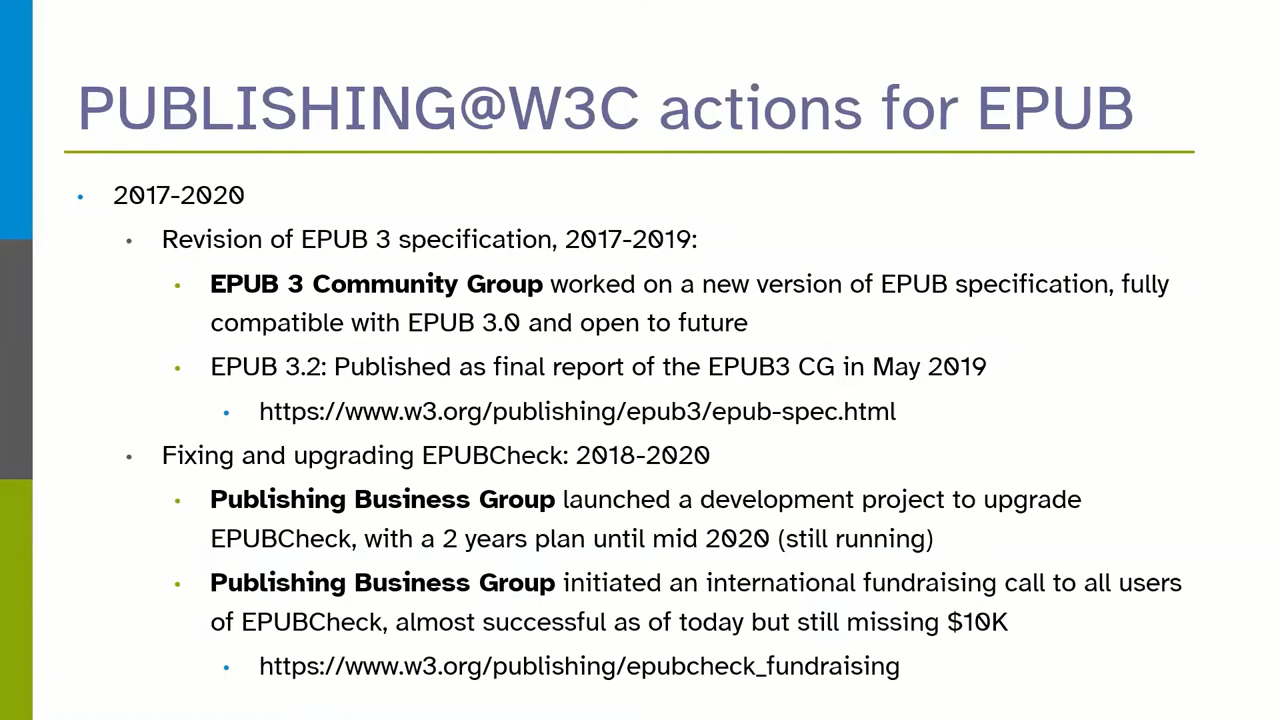 PUBLISHING@W3C actions for EPUB
• 2017-2020
• Revision of EPUB 3 specification, 2017-2019:
• EPUB 3 Community Group worked on a new version of EPUB specification, fully
compatible with EPUB 3.0 and open to future
• EPUB 3.2: Published as final report of the EPUB3 CG in May 2019
• https://www.w3.org/publishing/epub3/epub-spec.html
• Fixing and upgrading EPUBCheck: 2018-2020
• Publishing Business Group launched a development project to upgrade
EPUBCheck, with a 2 years plan until mid 2020 (still running)
• Publishing Business Group initiated an international fundraising call to all users
of EPUBCheck, almost successful as of today but still missing $10K
• https://www.w3.org/publishing/epubcheck_fundraising